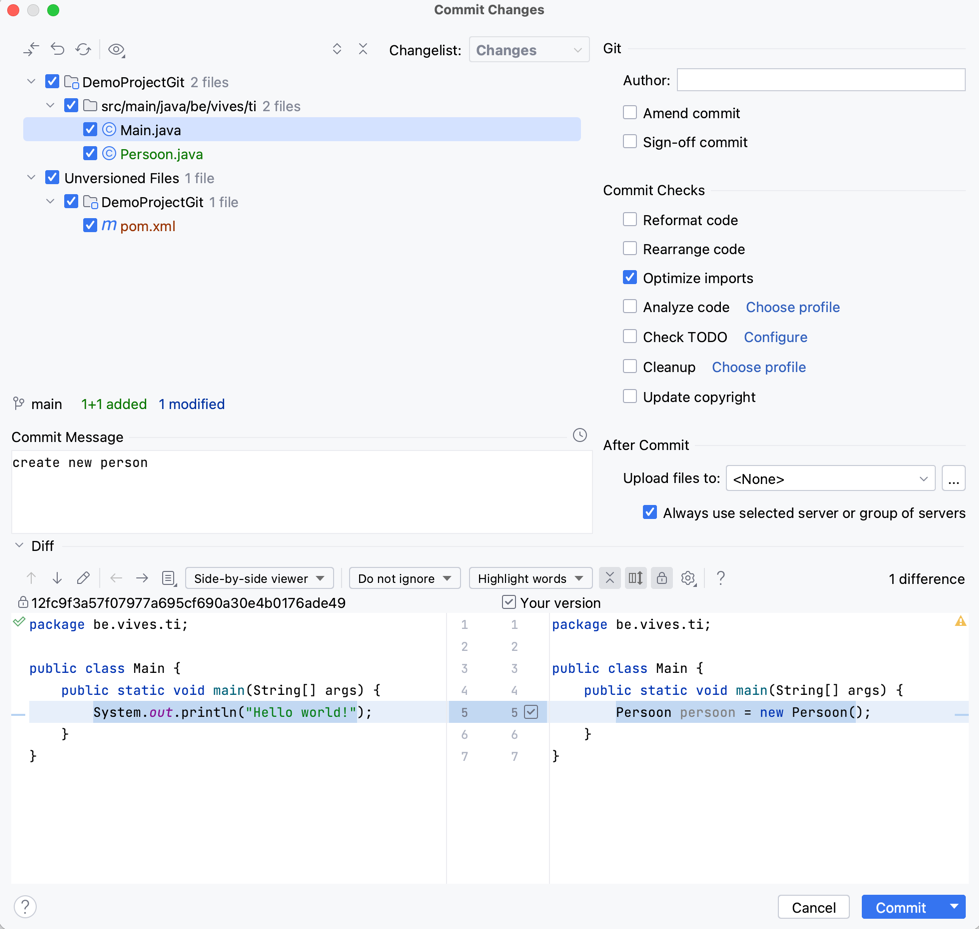 Commit Changes
Changelist: Changes
DemoProjectGit 2 files
src/main/java/be/vives/ti 2 files
Main.java
Persoon.java
Unversioned Files 1 file
DemoProjectGit 1 file
pom.xml
main 1+1 added 1 modified
Commit Message
create new person
Git
Author:
Amend commit
Sign-off commit
Commit Checks
Reformat code
Rearrange code
Optimize imports
Analyze code Choose profile
Check TODO Configure
Cleanup Choose profile
Update copyright
After Commit
Upload files to: <None> ...
Always use selected server or group of servers
Diff
Side-by-side viewer Do not ignore Highlight words ? 1 difference
12fc9f3a57f07977a695cf690a30e4b0176ade49 Your version
package be.vives.ti; 1 1 package be.vives.ti;
2 2
public class Main { 3 3 public class Main {
public static void main(String[] args) { 4 4 public static void main(String[] args) {
System.out.println("Hello world!"); 5 5 Persoon persoon = new Persoon();
} 6 6 }
} 7 7 }
? Cancel Commit